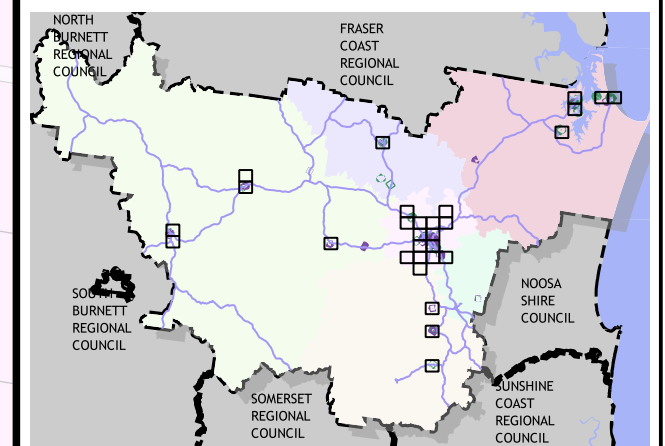 NORTH
BURNETT
REGIONAL
COUNCIL
FRASER
COAST
REGIONAL
COUNCIL
SOUTH
BURNETT
REGIONAL
COUNCIL
NOOSA
SHIRE
COUNCIL
SOMERSET
REGIONAL
COUNCIL
SUNSHINE
COAST
REGIONAL
COUNCIL